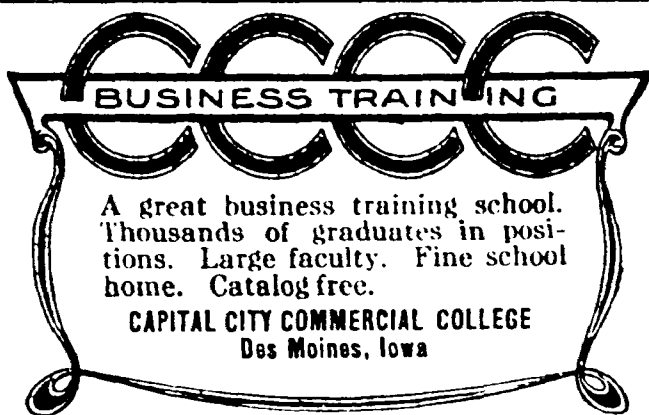 CCCC
BUSINESS TRAINING
A great business training school.
Thousands of graduates in posi-
tions. Large faculty. Fine school
home. Catalog free.
CAPITAL CITY COMMERCIAL COLLEGE
Des Moines, Iowa